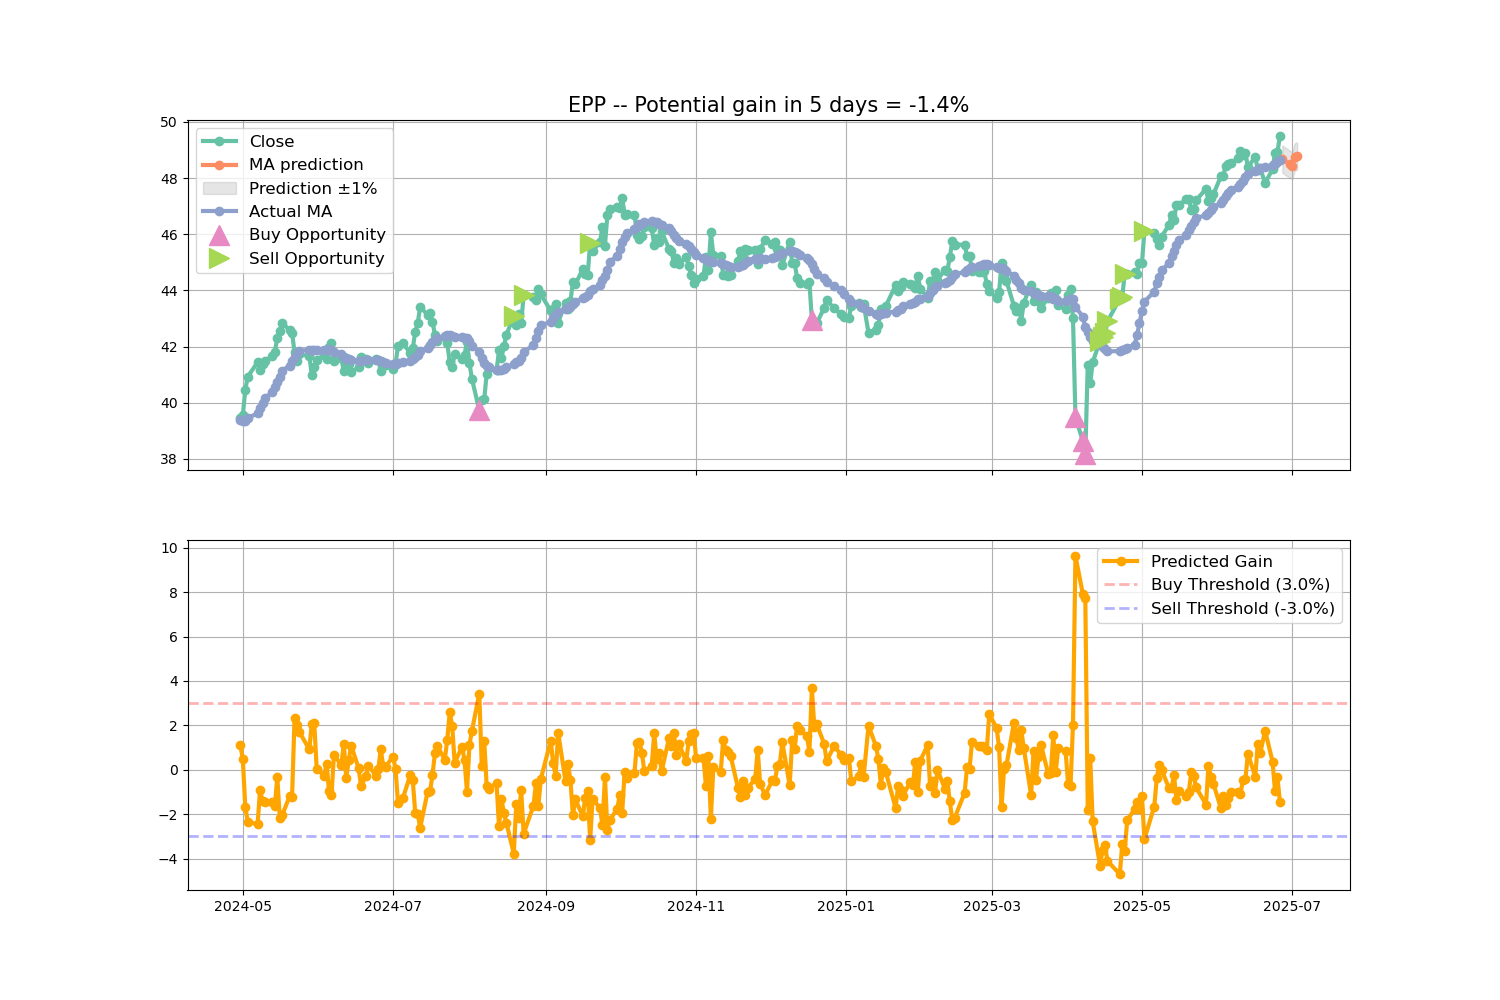 EPP -- Potential gain in 5 days = -1.4%
50
48
46
44
42
40
38
Close
MA prediction
Prediction ±1%
Actual MA
Buy Opportunity
Sell Opportunity
10
8
6
4
2
0
−2
−4
Predicted Gain
Buy Threshold (3.0%)
Sell Threshold (-3.0%)
2024-05 2024-07 2024-09 2024-11 2025-01 2025-03 2025-05 2025-07